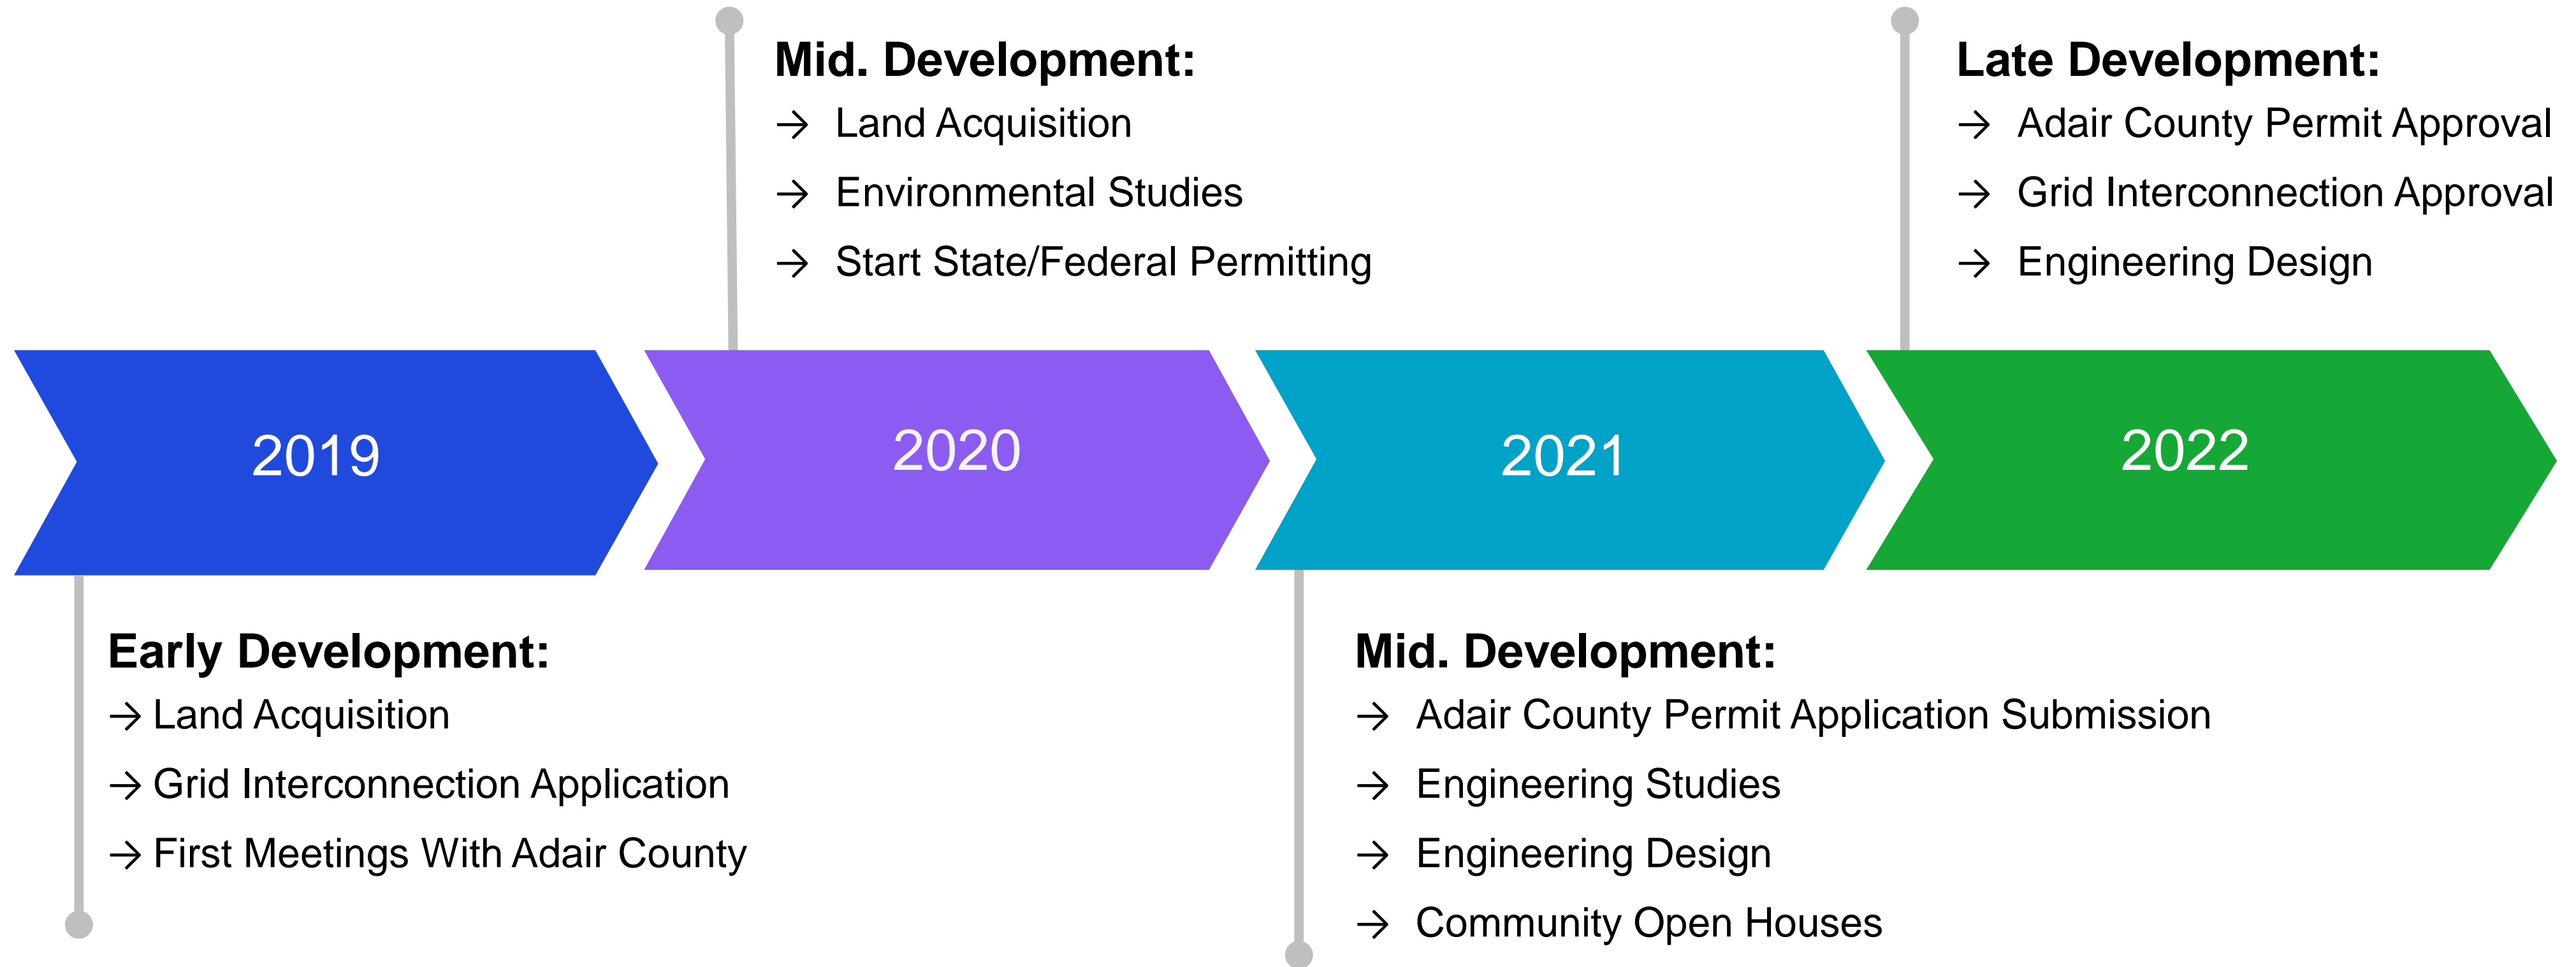 Mid. Development:
→ Land Acquisition
→ Environmental Studies
→ Start State/Federal Permitting
Late Development:
→ Adair County Permit Approval
→ Grid Interconnection Approval
→ Engineering Design
2019
2020
2021
2022
Early Development:
→ Land Acquisition
→ Grid Interconnection Application
→ First Meetings With Adair County
Mid. Development:
→ Adair County Permit Application Submission
→ Engineering Studies
→ Engineering Design
→ Community Open Houses